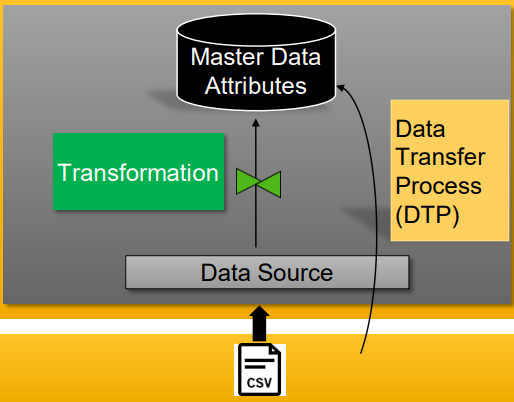 Master Data
Attributes
Transformation
Data
Transfer
Process
(DTP)
Data Source
CSV